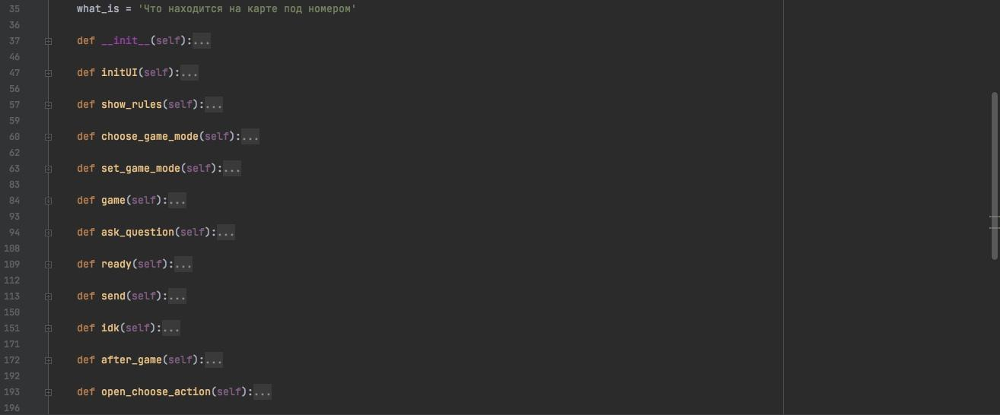 35 what_is = 'Что находится на карте под номером'
36
37 def __init__(self):...
46
47 def initUI(self):...
56
57 def show_rules(self):...
59
60 def choose_game_mode(self):...
62
63 def set_game_mode(self):...
83
84 def game(self):...
93
94 def ask_question(self):...
108
109 def ready(self):...
112
113 def send(self):...
150
151 def idk(self):...
171
172 def after_game(self):...
192
193 def open_choose_action(self):...
196